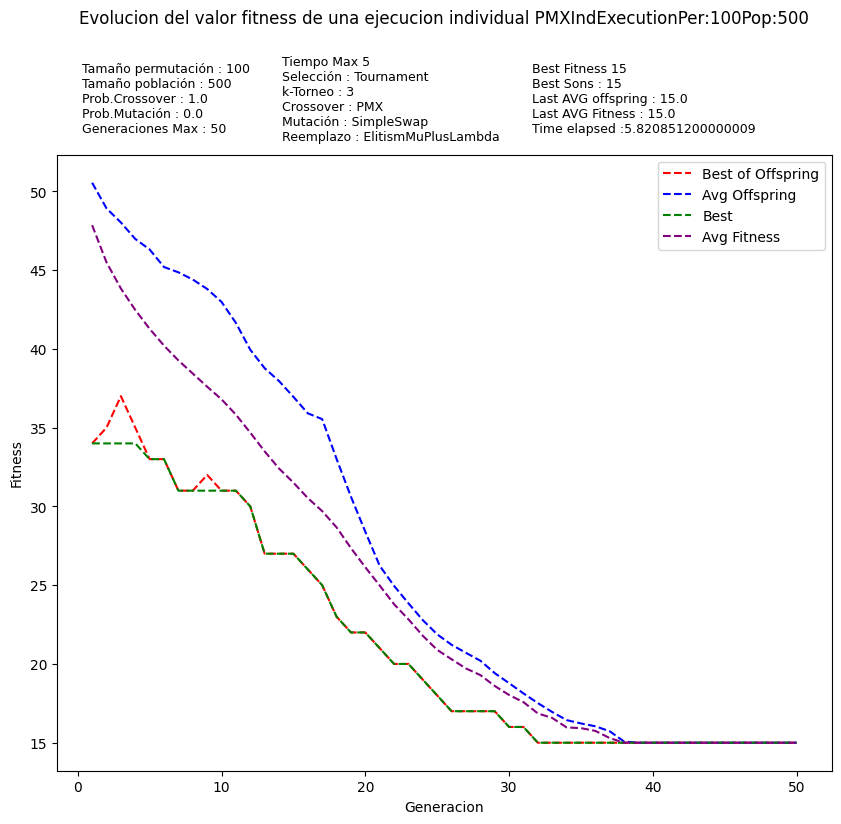 Evolucion del valor fitness de una ejecucion individual PMXIndExecutionPer:100Pop:500
Tamaño permutación : 100
Tamaño población : 500
Prob.Crossover : 1.0
Prob.Mutación : 0.0
Generaciones Max : 50
Tiempo Max 5
Selección : Tournament
k-Torneo : 3
Crossover : PMX
Mutación : SimpleSwap
Reemplazo : ElitismMuPlusLambda
Best Fitness 15
Best Sons : 15
Last AVG offspring : 15.0
Last AVG Fitness : 15.0
Time elapsed :5.820851200000009
Best of Offspring
Avg Offspring
Best
Avg Fitness
Fitness
50
45
40
35
30
25
20
15
0 10 20 30 40 50
Generacion